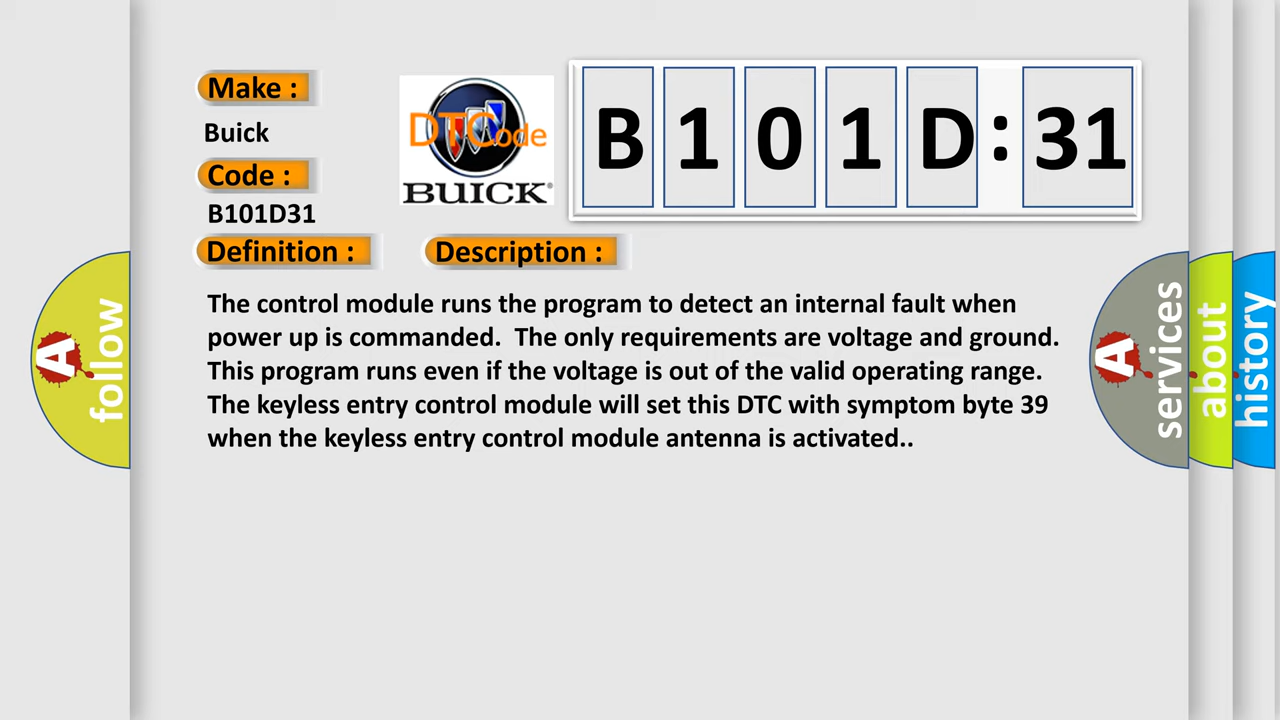 Make :
Buick
Code :
B101D31
Definition :
Description :
DTCode
BUICK
B 1 0 1 D : 31
The control module runs the program to detect an internal fault when
power up is commanded  The only requirements are voltage and ground.
This program runs even if the voltage is out of the valid operating range.
The keyless entry control module will set this DTC with symptom byte 39
when the keyless entry control module antenna is activated..
A follow
A services
about
history